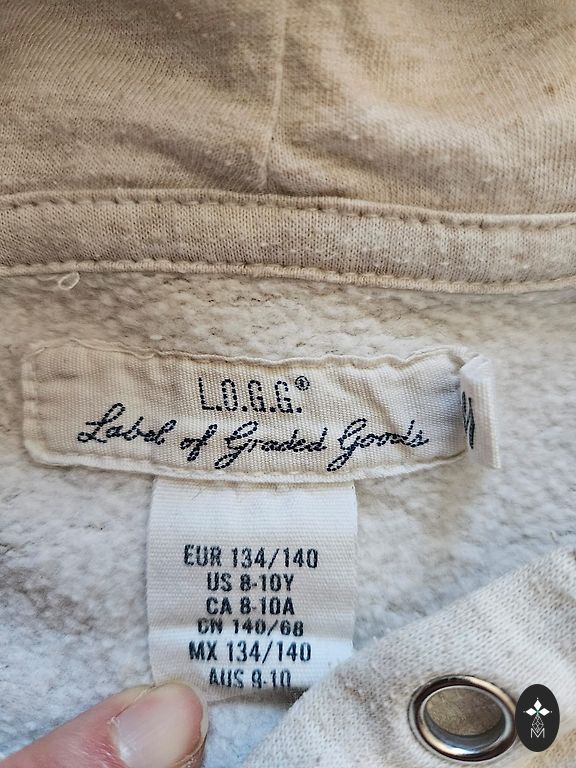 L.O.G.G.®
Label of Graded Goods
EUR 134/140
US 8-10Y
CA 8-10A
CN 140/68
MX 134/140
AUS 9-10
M